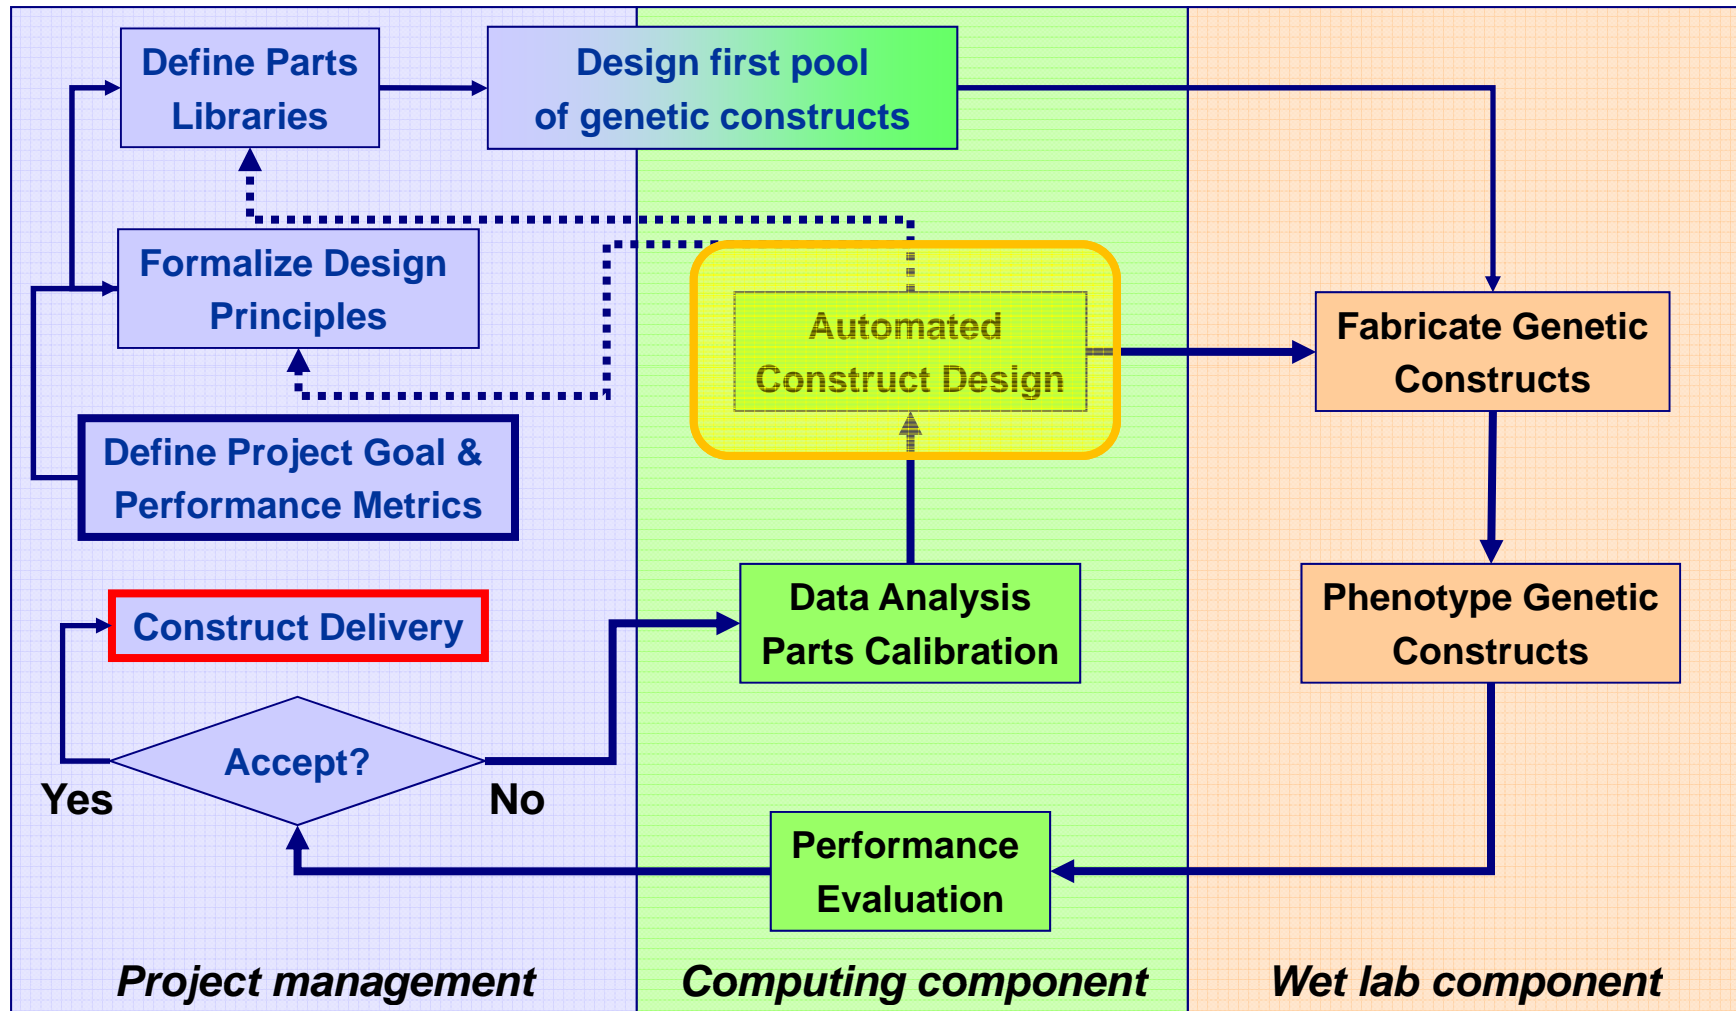 Define Parts
Libraries
Design first pool
of genetic constructs
Formalize Design
Principles
Automated
Construct Design
Fabricate Genetic
Constructs
Define Project Goal &
Performance Metrics
Construct Delivery
Data Analysis
Parts Calibration
Phenotype Genetic
Constructs
Accept?
Yes
No
Performance
Evaluation
Project management
Computing component
Wet lab component